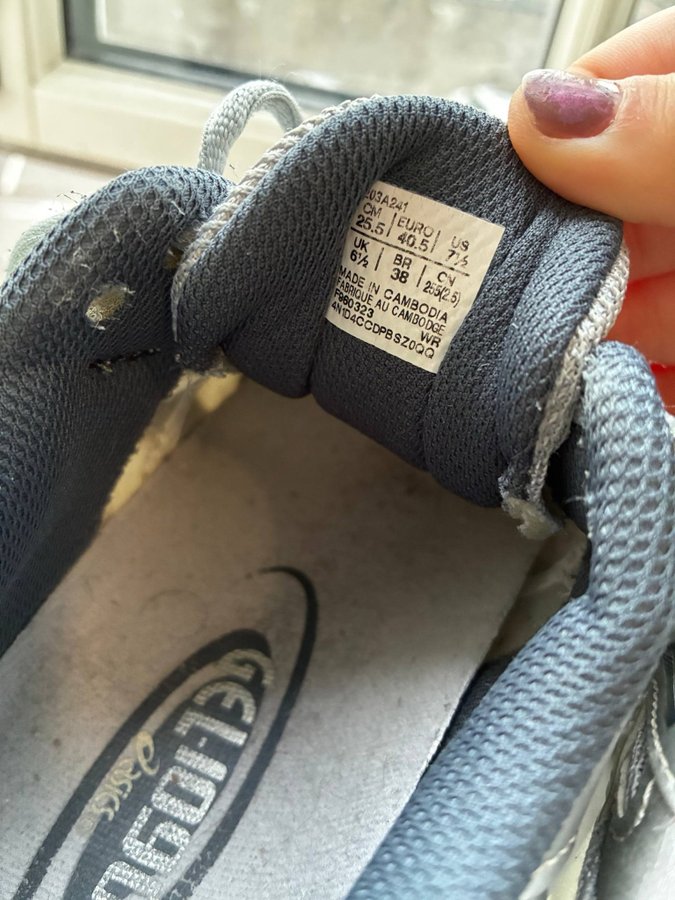 203A241
CM | EURO | US
25.5 | 40.5 | 7½
UK | BR | CN
6½ | 38 | 255(2.5)
MADE IN CAMBODIA
FABRIQUE AU CAMBODGE
F960323 WR
4N1D4CCDPBSZ0QQ
GEL-1090
asics